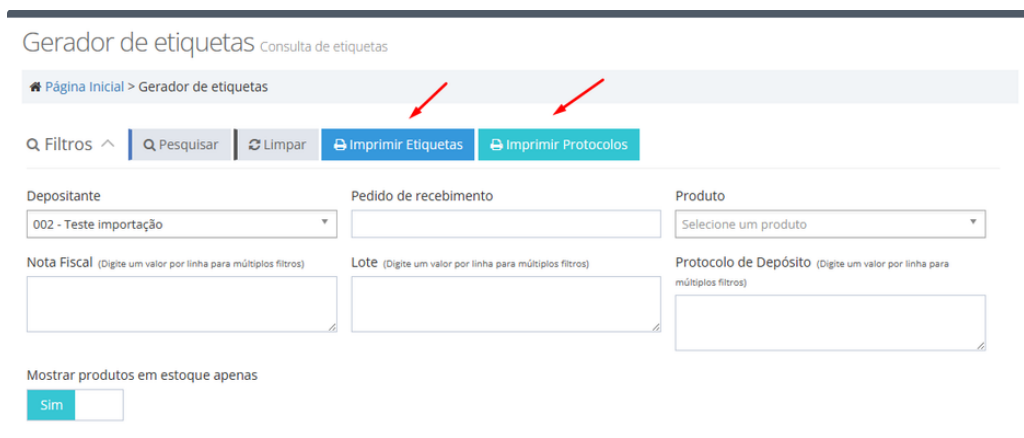 Gerador de etiquetas Consulta de etiquetas
Página Inicial > Gerador de etiquetas
Filtros Pesquisar Limpar Imprimir Etiquetas Imprimir Protocolos
Depositante Pedido de recebimento Produto
002 - Teste importação Selecione um produto
Nota Fiscal (Digite um valor por linha para múltiplos filtros) Lote (Digite um valor por linha para múltiplos filtros) Protocolo de Depósito (Digite um valor por linha para
múltiplos filtros)
Mostrar produtos em estoque apenas
Sim